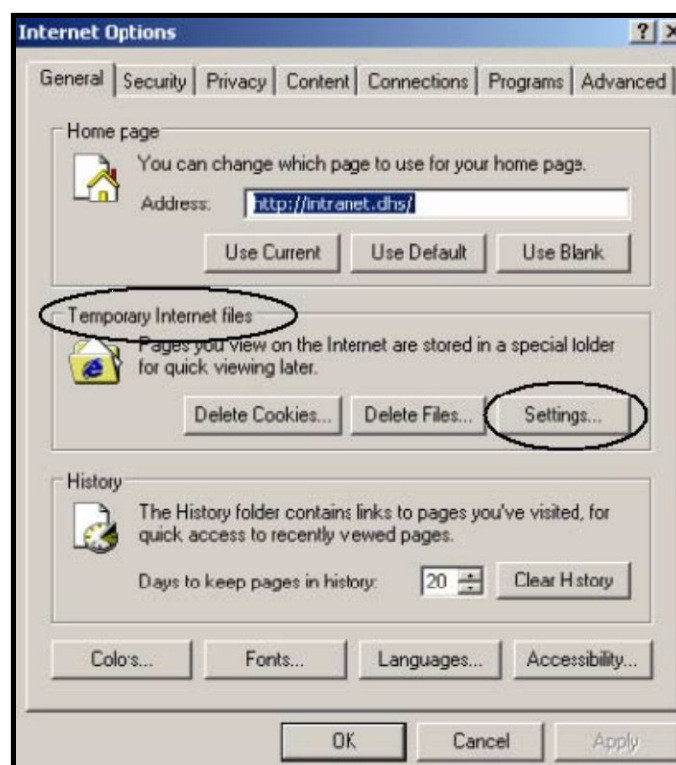 Internet Options
General Security Privacy Content Connections Programs Advanced
Home page
You can change which page to use for your home page.
Address: http://intranet.dhs/
Use Current Use Default Use Blank
Temporary Internet files
Pages you view on the Internet are stored in a special folder
for quick viewing later.
Delete Cookies... Delete Files... Settings...
History
The History folder contains links to pages you've visited, for
quick access to recently viewed pages.
Days to keep pages in history: 20 Clear History
Colors... Fonts... Languages... Accessibility...
OK Cancel Apply